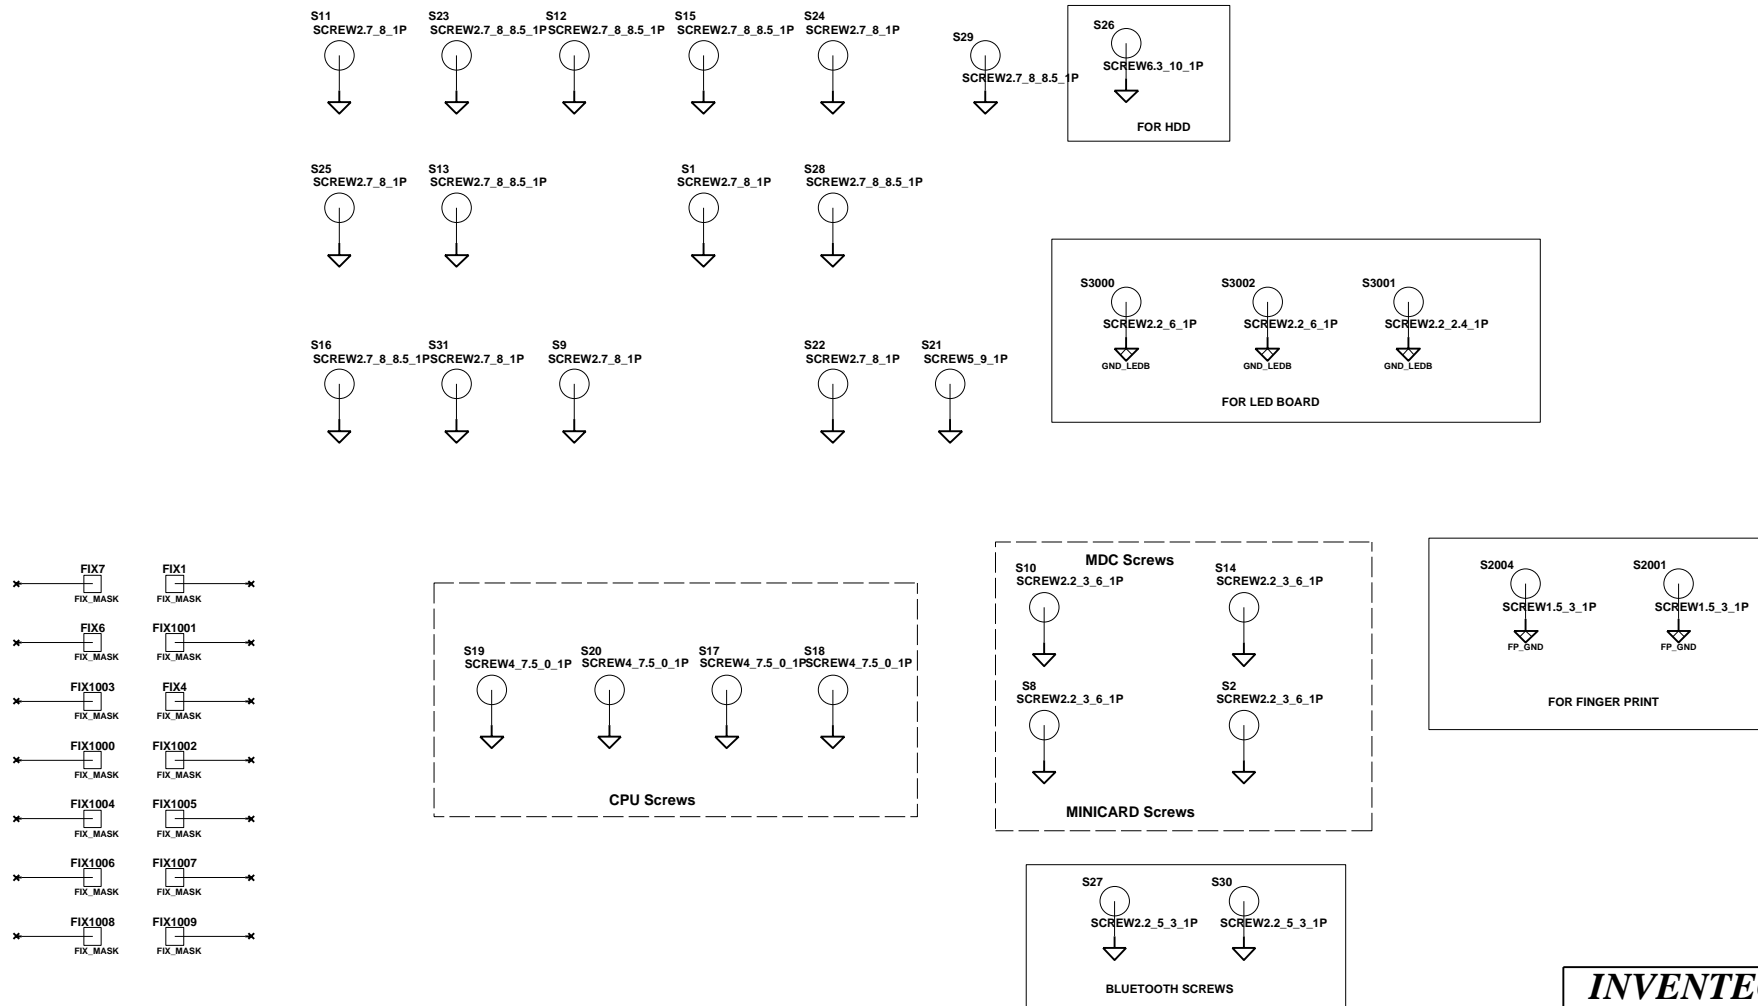 S11
SCREW2.7_8_1P
S23
SCREW2.7_8_8.5_1P
S12
SCREW2.7_8_8.5_1P
S15
SCREW2.7_8_8.5_1P
S24
SCREW2.7_8_1P
S29
SCREW2.7_8_8.5_1P
S26
SCREW6.3_10_1P
FOR HDD
S25
SCREW2.7_8_1P
S13
SCREW2.7_8_8.5_1P
S1
SCREW2.7_8_1P
S28
SCREW2.7_8_8.5_1P
S3000
SCREW2.2_6_1P
GND_LEDB
S3002
SCREW2.2_6_1P
GND_LEDB
S3001
SCREW2.2_2.4_1P
GND_LEDB
FOR LED BOARD
S16
SCREW2.7_8_8.5_1P
S31
SCREW2.7_8_1P
S9
SCREW2.7_8_1P
S22
SCREW2.7_8_1P
S21
SCREW5_9_1P
FIX7
FIX_MASK
FIX1
FIX_MASK
FIX6
FIX_MASK
FIX1001
FIX_MASK
FIX1003
FIX_MASK
FIX4
FIX_MASK
FIX1000
FIX_MASK
FIX1002
FIX_MASK
FIX1004
FIX_MASK
FIX1005
FIX_MASK
FIX1006
FIX_MASK
FIX1007
FIX_MASK
FIX1008
FIX_MASK
FIX1009
FIX_MASK
S19
SCREW4_7.5_0_1P
S20
SCREW4_7.5_0_1P
S17
SCREW4_7.5_0_1P
S18
SCREW4_7.5_0_1P
CPU Screws
MDC Screws
S10
SCREW2.2_3_6_1P
S14
SCREW2.2_3_6_1P
S8
SCREW2.2_3_6_1P
S2
SCREW2.2_3_6_1P
MINICARD Screws
S2004
SCREW1.5_3_1P
FP_GND
S2001
SCREW1.5_3_1P
FP_GND
FOR FINGER PRINT
S27
SCREW2.2_5_3_1P
S30
SCREW2.2_5_3_1P
BLUETOOTH SCREWS
INVENTE